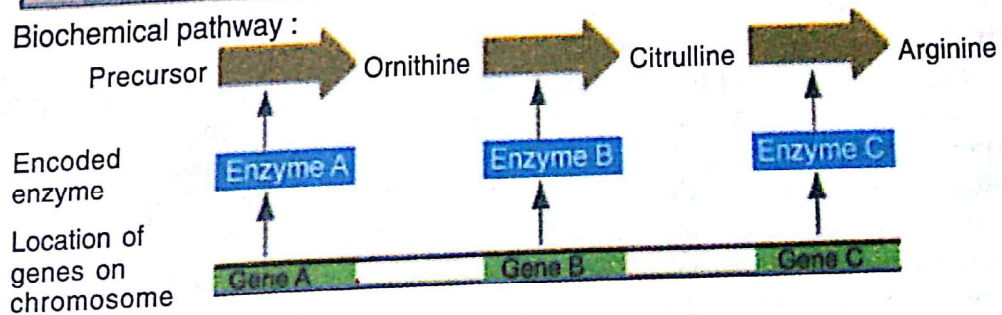 Biochemical pathway :
Precursor Ornithine Citrulline Arginine
Encoded enzyme
Enzyme A Enzyme B Enzyme C
Location of genes on chromosome
Gene A Gene B Gene C